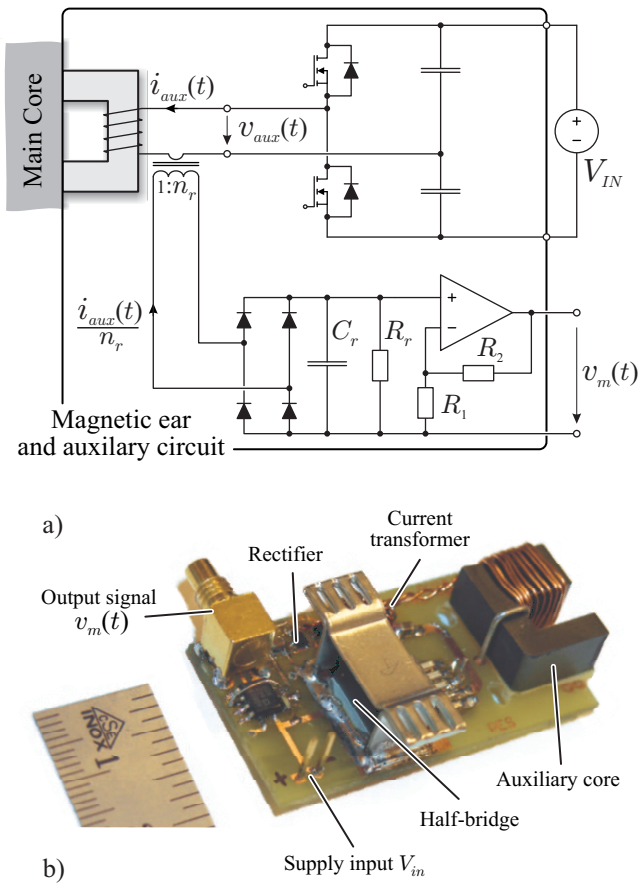 Main Core
i_aux(t)
v_aux(t)
1:n_r
V_IN
i_aux(t)
n_r
C_r
R_r
+
−
R_2
R_1
v_m(t)
Magnetic ear
and auxilary circuit
a)
Current
transformer
Rectifier
Output signal
v_m(t)
INOX 1
+
-
Auxiliary core
Half-bridge
Supply input V_in
b)